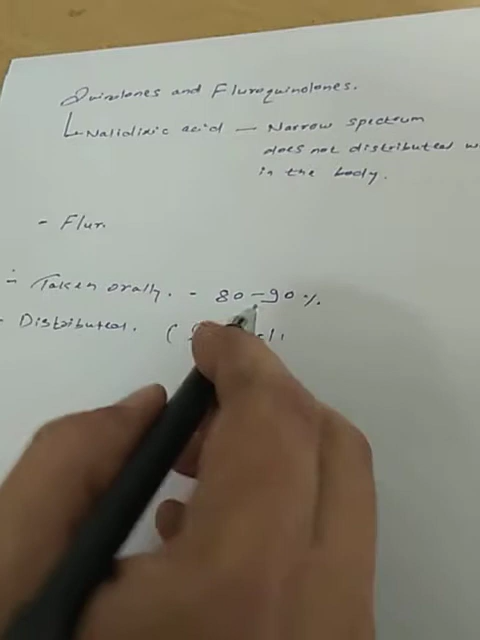 Quinolones and Fluroquinolones.
Nalidixic acid — Narrow spectrum
does not distributed w
in the body.
- Flur.
- Taken orally. - 80-90%.
- Distributed. (